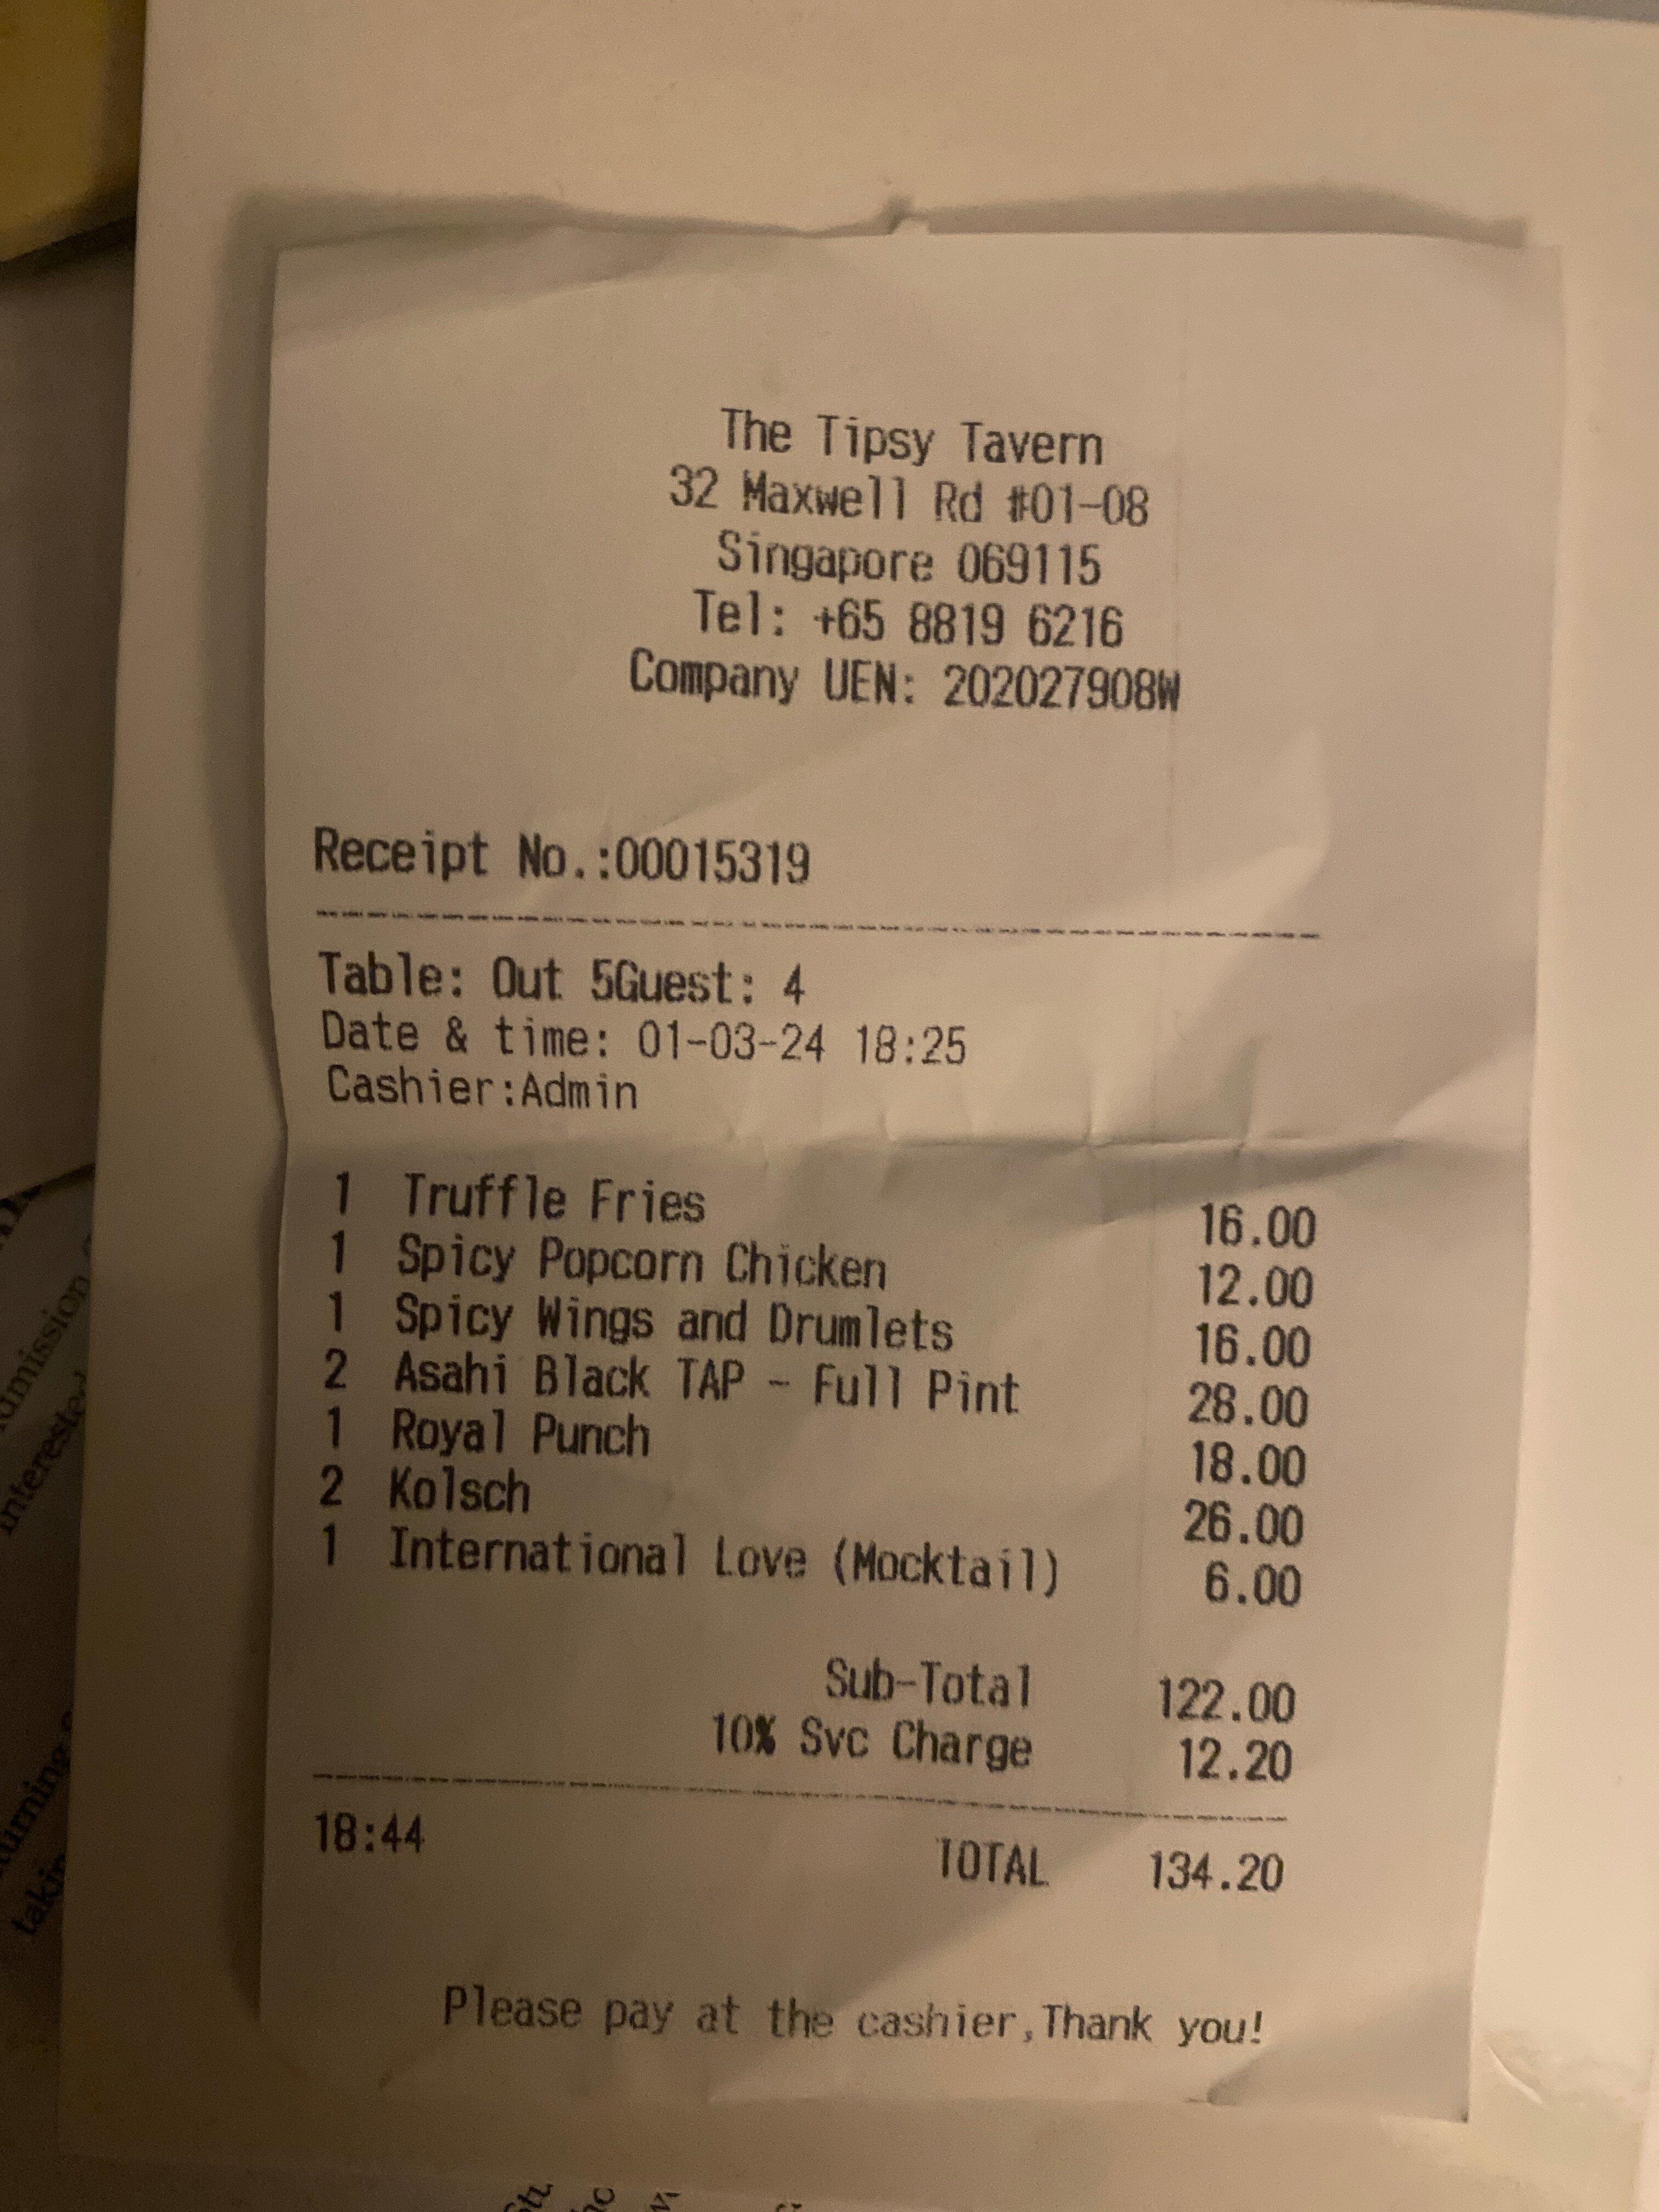 The Tipsy Tavern
32 Maxwell Rd #01-08
Singapore 069115
Tel: +65 8819 6216
Company UEN: 202027908W
Receipt No.:00015319
Table: Out 5Guest: 4
Date & time: 01-03-24 18:25
Cashier:Admin
1 Truffle Fries 16.00
1 Spicy Popcorn Chicken 12.00
1 Spicy Wings and Drumlets 16.00
2 Asahi Black TAP - Full Pint 28.00
1 Royal Punch 18.00
2 Kolsch 26.00
1 International Love (Mocktail) 6.00
Sub-Total 122.00
10% Svc Charge 12.20
18:44 TOTAL 134.20
Please pay at the cashier,Thank you!
interested